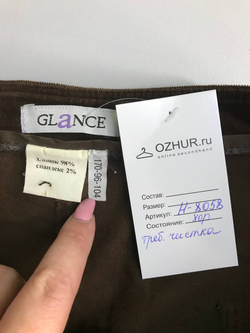 GLANCE
хлопок 98%
спандекс 2%
170-96-104
OZHUR.ru
online secondhand
Состав:
Размер:
Артикул: Н-8058
Состояние: хор
треб. чистка